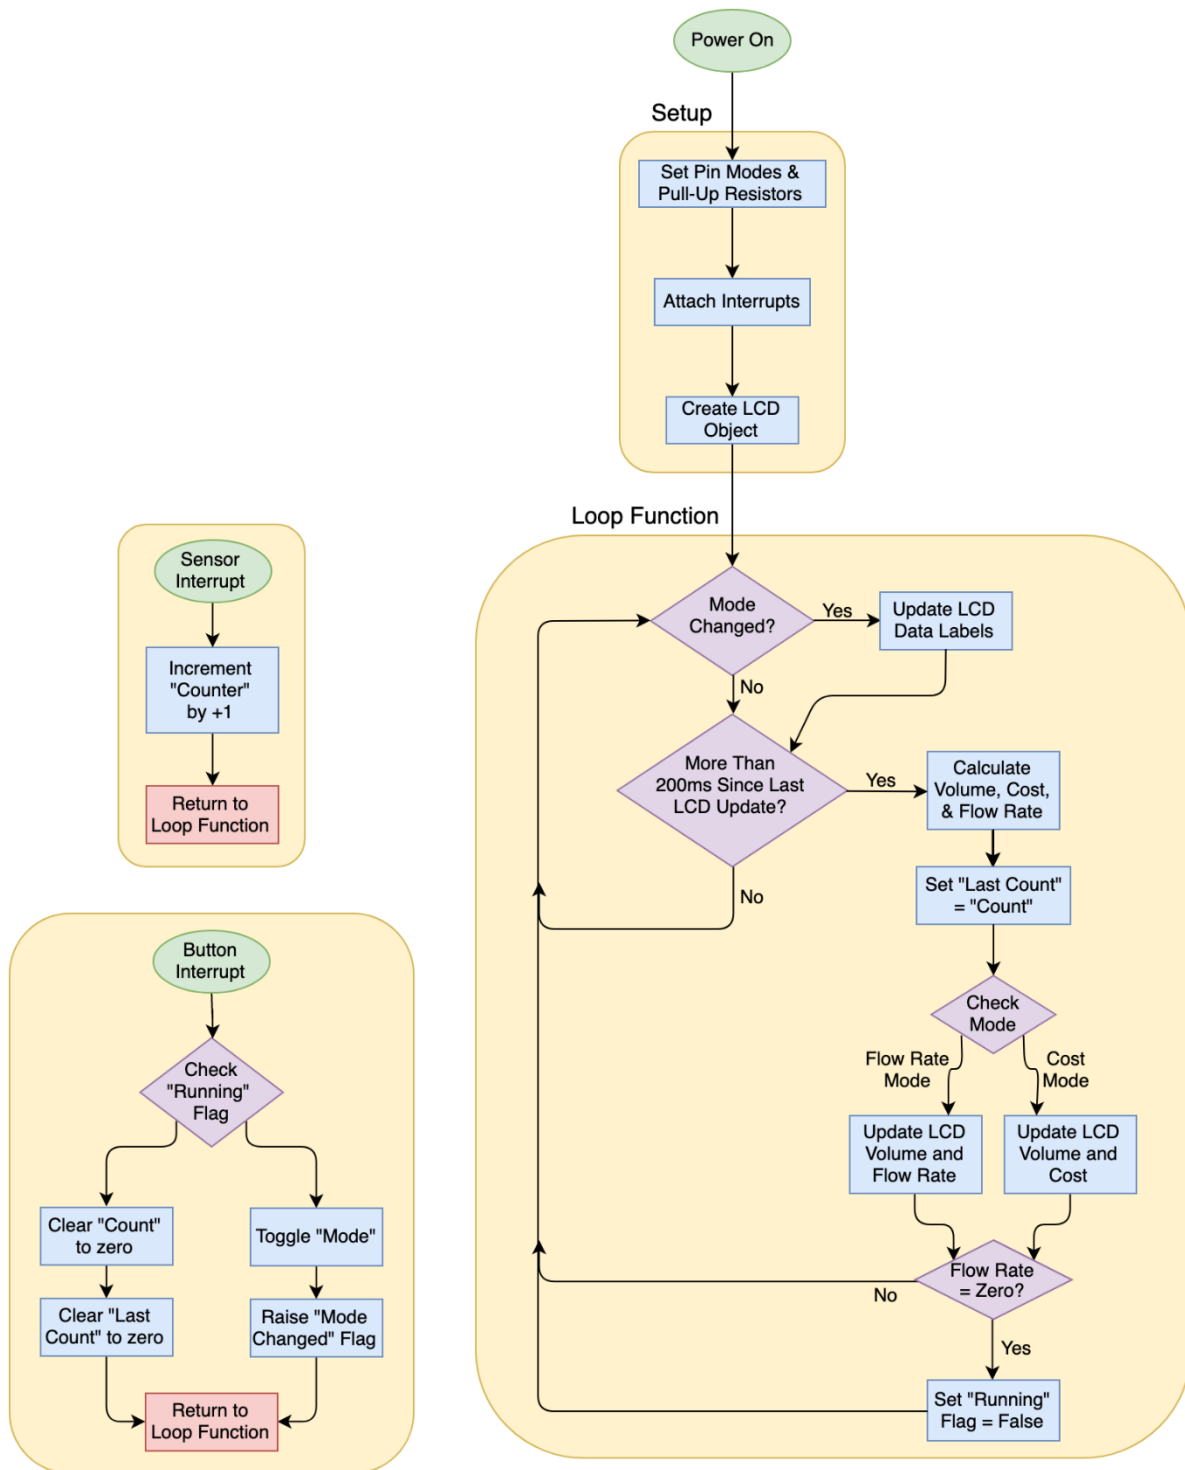 Power On
Setup
Set Pin Modes &
Pull-Up Resistors
Attach Interrupts
Create LCD
Object
Loop Function
Mode
Changed?
Yes
Update LCD
Data Labels
No
More Than
200ms Since Last
LCD Update?
Yes
Calculate
Volume, Cost,
& Flow Rate
No
Set "Last Count"
= "Count"
Check
Mode
Flow Rate
Mode
Cost
Mode
Update LCD
Volume and
Flow Rate
Update LCD
Volume and
Cost
Flow Rate
= Zero?
No
Yes
Set "Running"
Flag = False
Sensor
Interrupt
Increment
"Counter"
by +1
Return to
Loop Function
Button
Interrupt
Check
"Running"
Flag
Clear "Count"
to zero
Clear "Last
Count" to zero
Toggle "Mode"
Raise "Mode
Changed" Flag
Return to
Loop Function